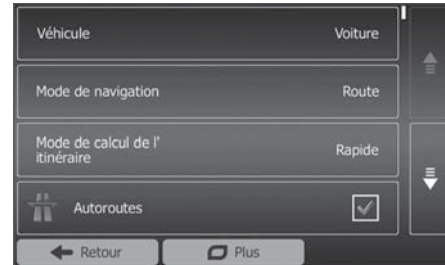 Véhicule Voiture
Mode de navigation Route
Mode de calcul de l'
itinéraire Rapide
Autoroutes
Retour Plus